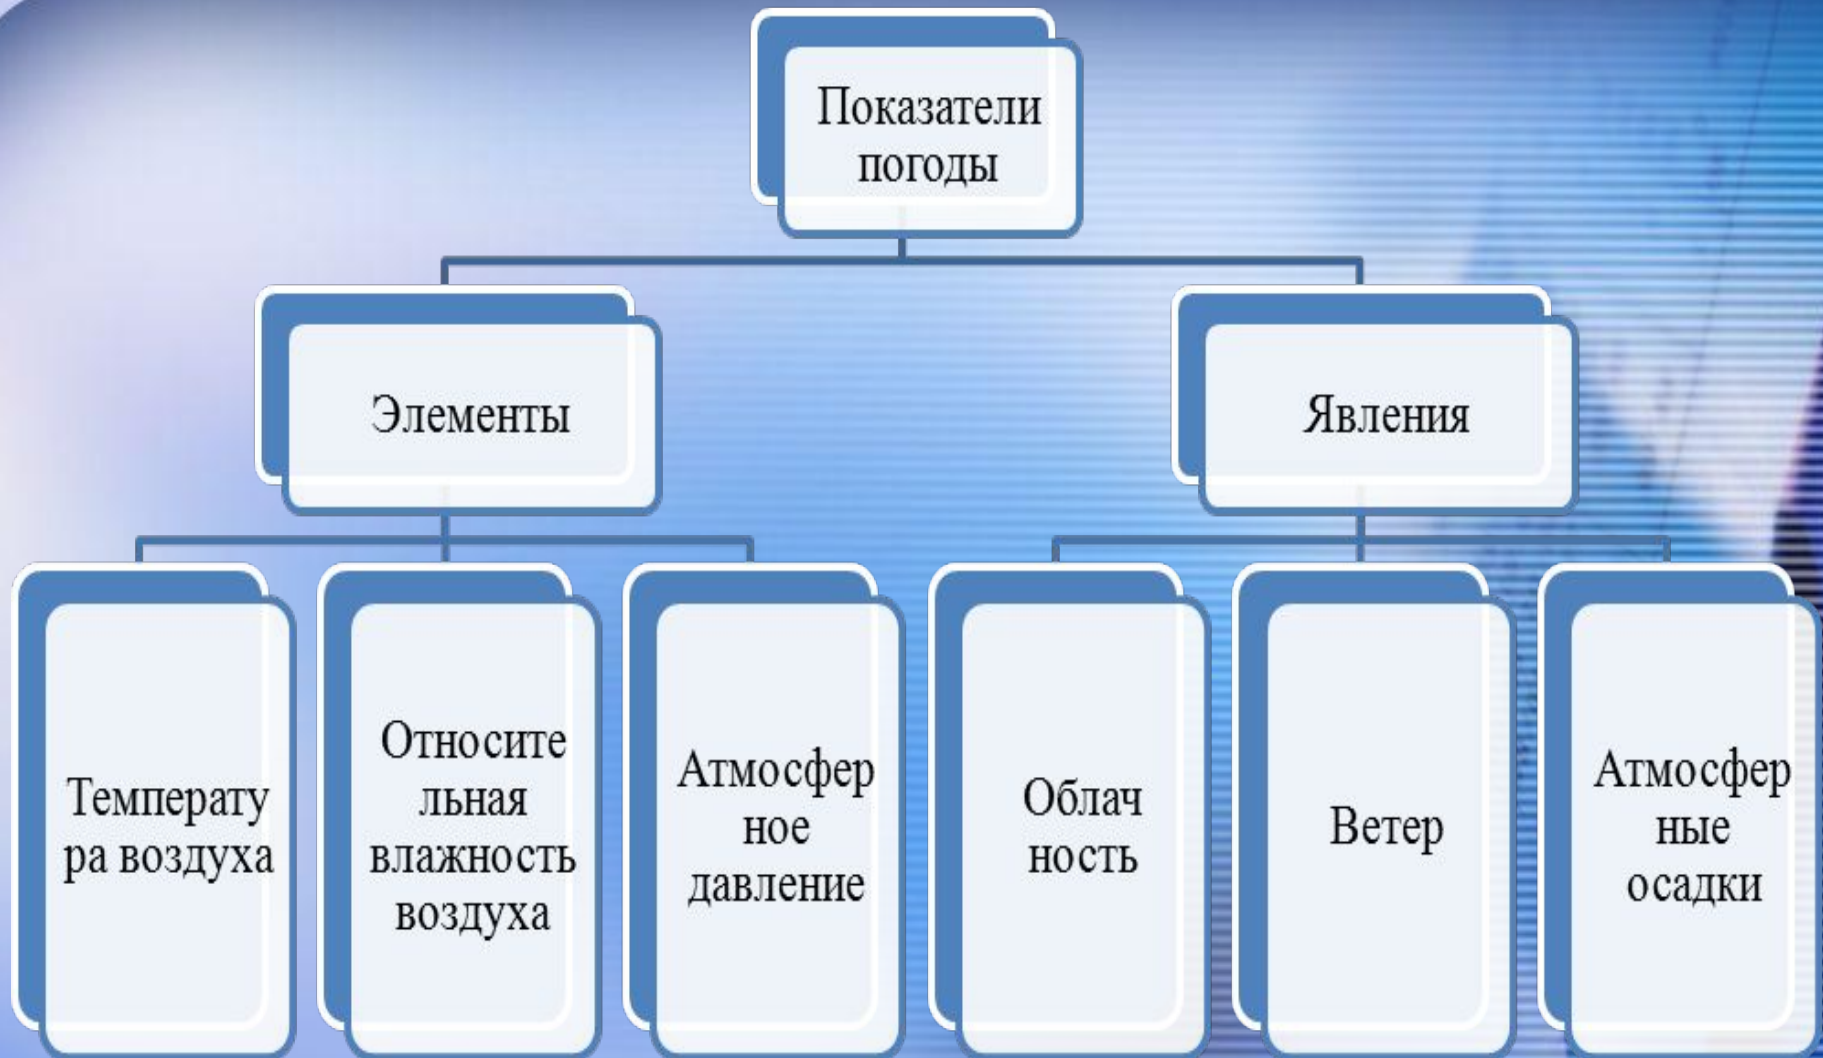 Показатели
погоды
Элементы
Явления
Температу
ра воздуха
Относите
льная
влажность
воздуха
Атмосфер
ное
давление
Облач
ность
Ветер
Атмосфер
ные
осадки